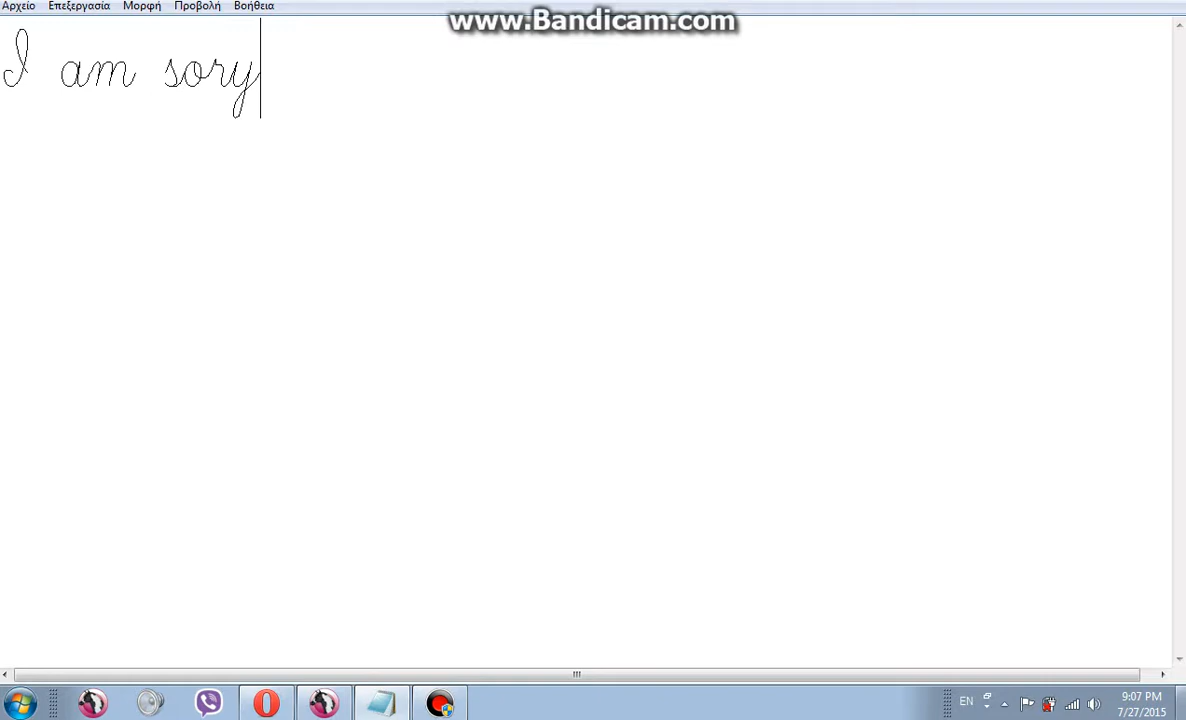 Αρχείο Επεξεργασία Μορφή Προβολή Βοήθεια
www.Bandicam.com
I am sory
EN
9:07 PM
7/27/2015